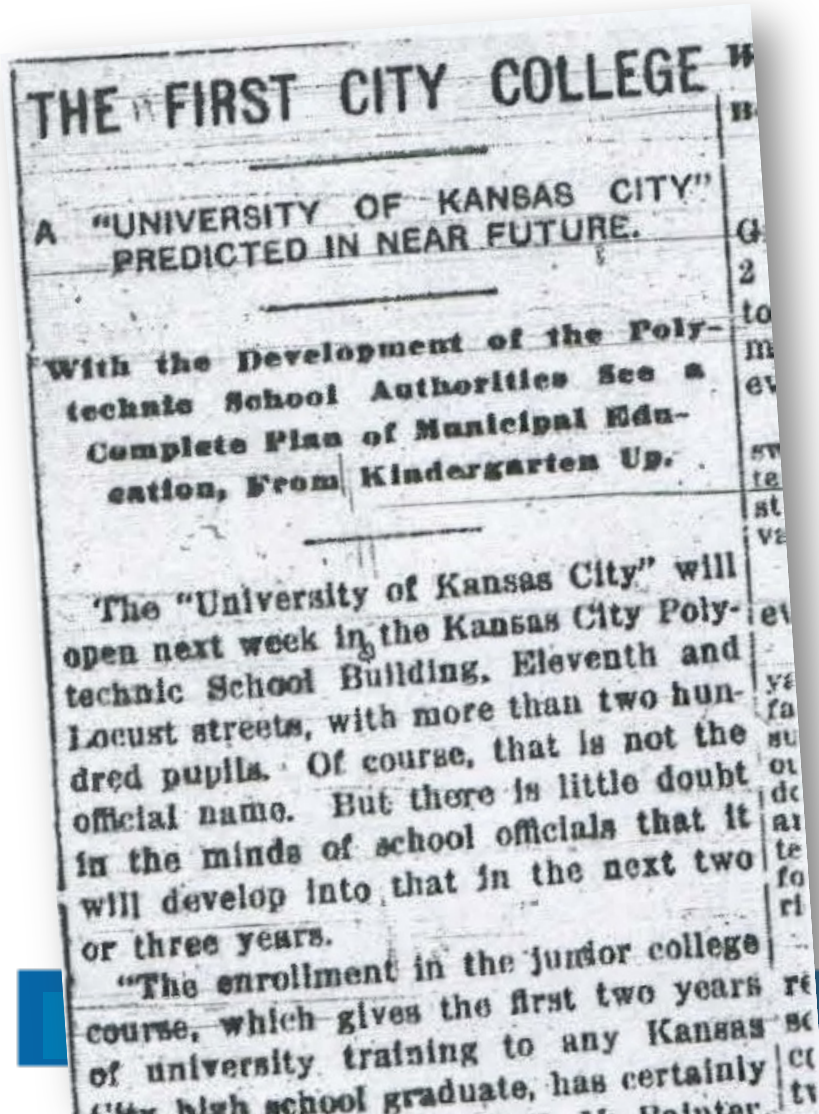 THE FIRST CITY COLLEGE
A "UNIVERSITY OF KANSAS CITY"
PREDICTED IN NEAR FUTURE.
With the Development of the Poly-
technic School Authorities See a
Complete Plan of Municipal Edu-
cation, From Kindergarten Up.
The "University of Kansas City" will
open next week in the Kansas City Poly-
technic School Building, Eleventh and
Locust streets, with more than two hun-
dred pupils. Of course, that is not the
official name. But there is little doubt
in the minds of school officials that it
will develop into that in the next two
or three years.
"The enrollment in the junior college
course, which gives the first two years
of university training to any Kansas
City high school graduate, has certainly